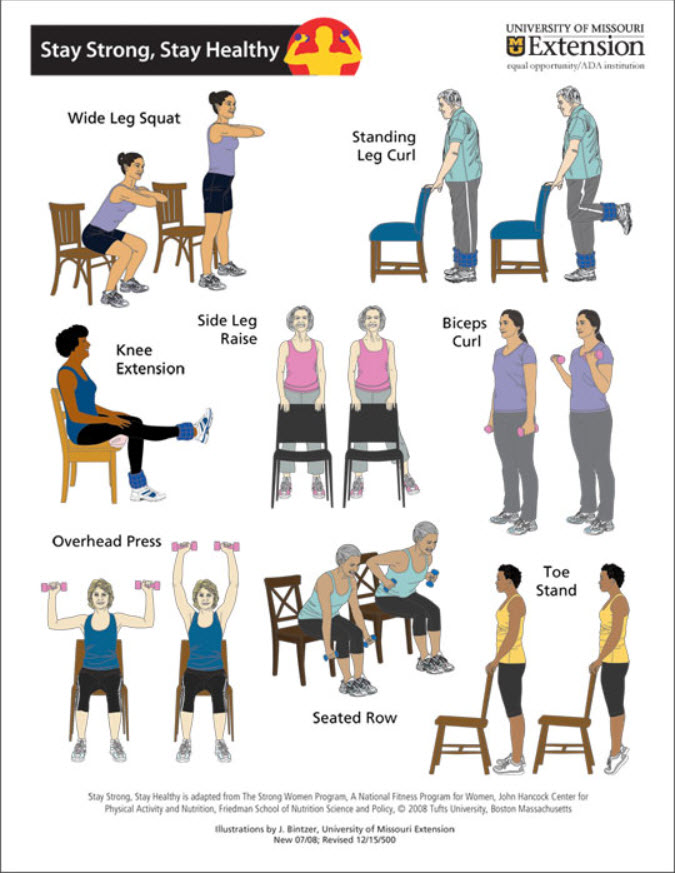 Stay Strong, Stay Healthy
UNIVERSITY OF MISSOURI
MU Extension
equal opportunity/ADA institution
Wide Leg Squat
Standing
Leg Curl
Knee
Extension
Side Leg
Raise
Biceps
Curl
Overhead Press
Seated Row
Toe
Stand
Stay Strong, Stay Healthy is adapted from The Strong Women Program, A National Fitness Program for Women, John Hancock Center for
Physical Activity and Nutrition, Friedman School of Nutrition Science and Policy, © 2008 Tufts University, Boston Massachusetts
Illustrations by J. Bintzer, University of Missouri Extension
New 07/08; Revised 12/15/500